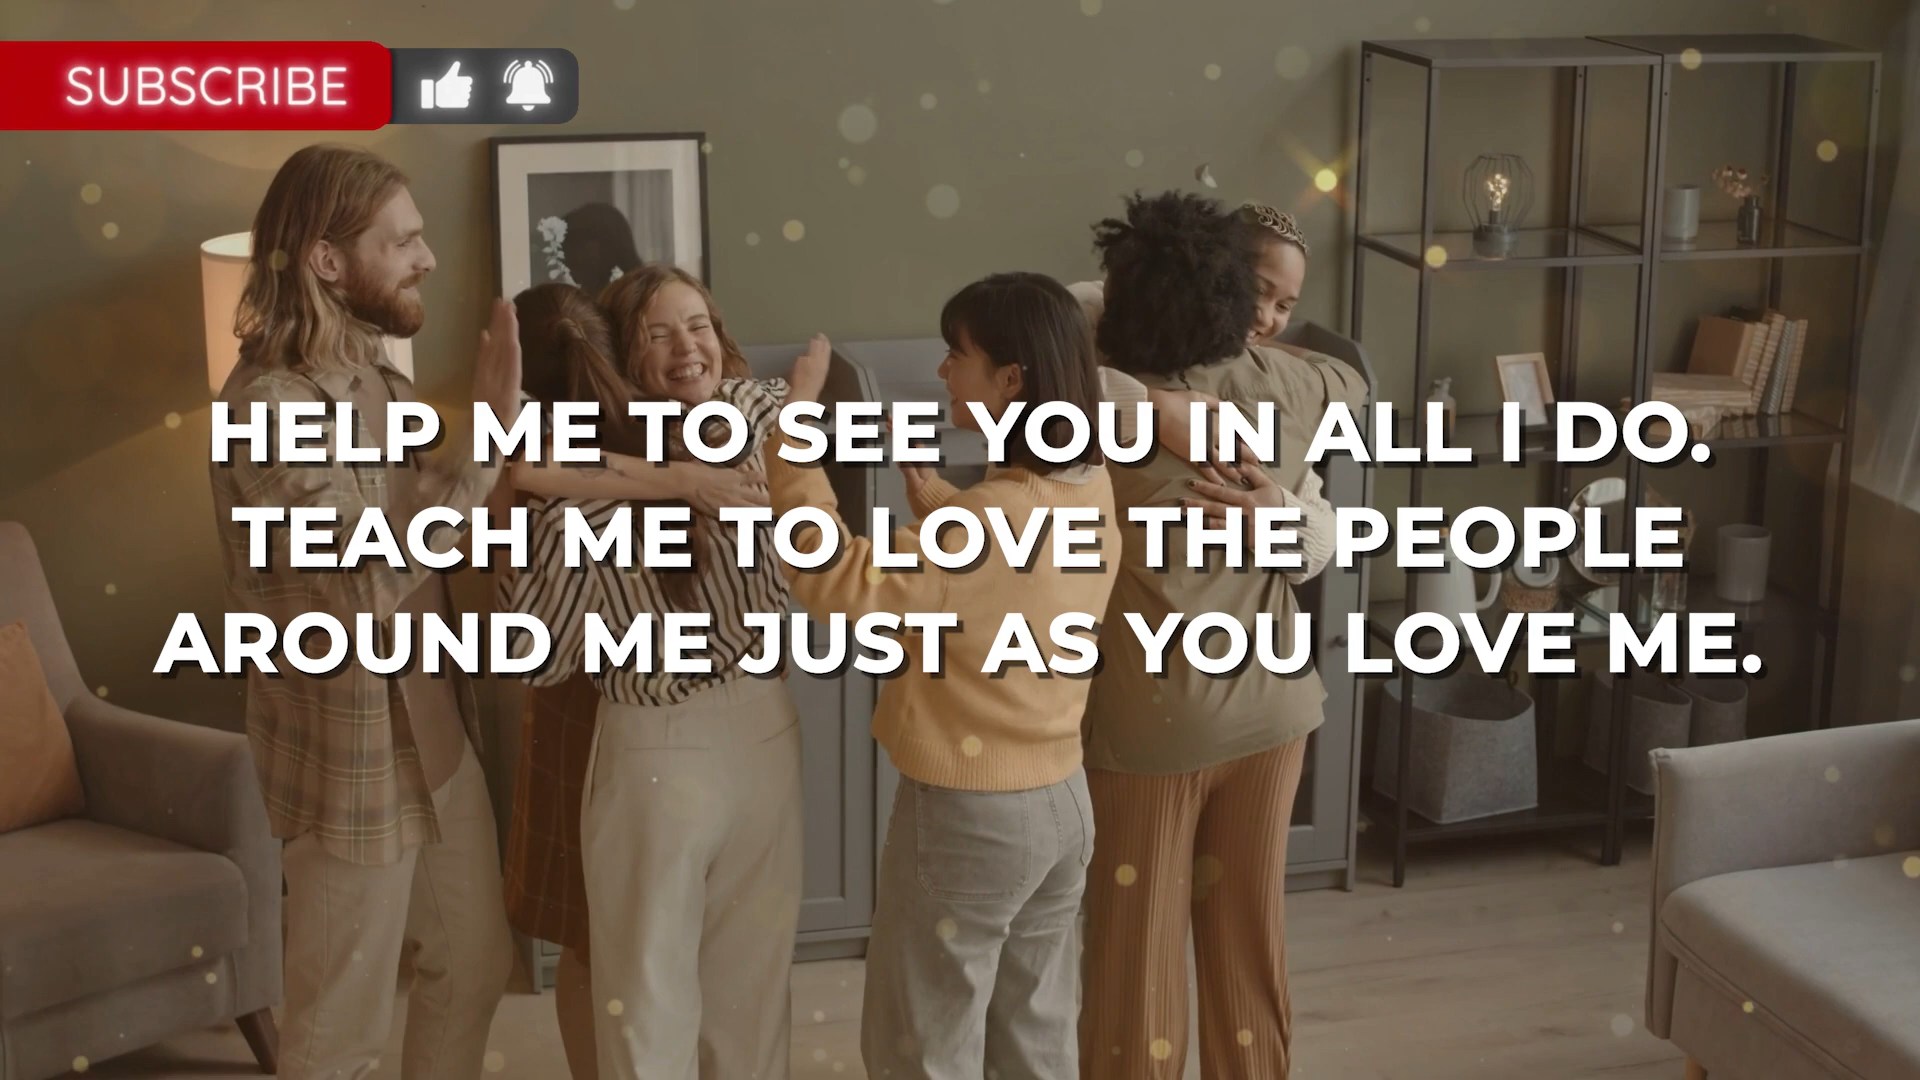 SUBSCRIBE
HELP ME TO SEE YOU IN ALL I DO.
TEACH ME TO LOVE THE PEOPLE
AROUND ME JUST AS YOU LOVE ME.